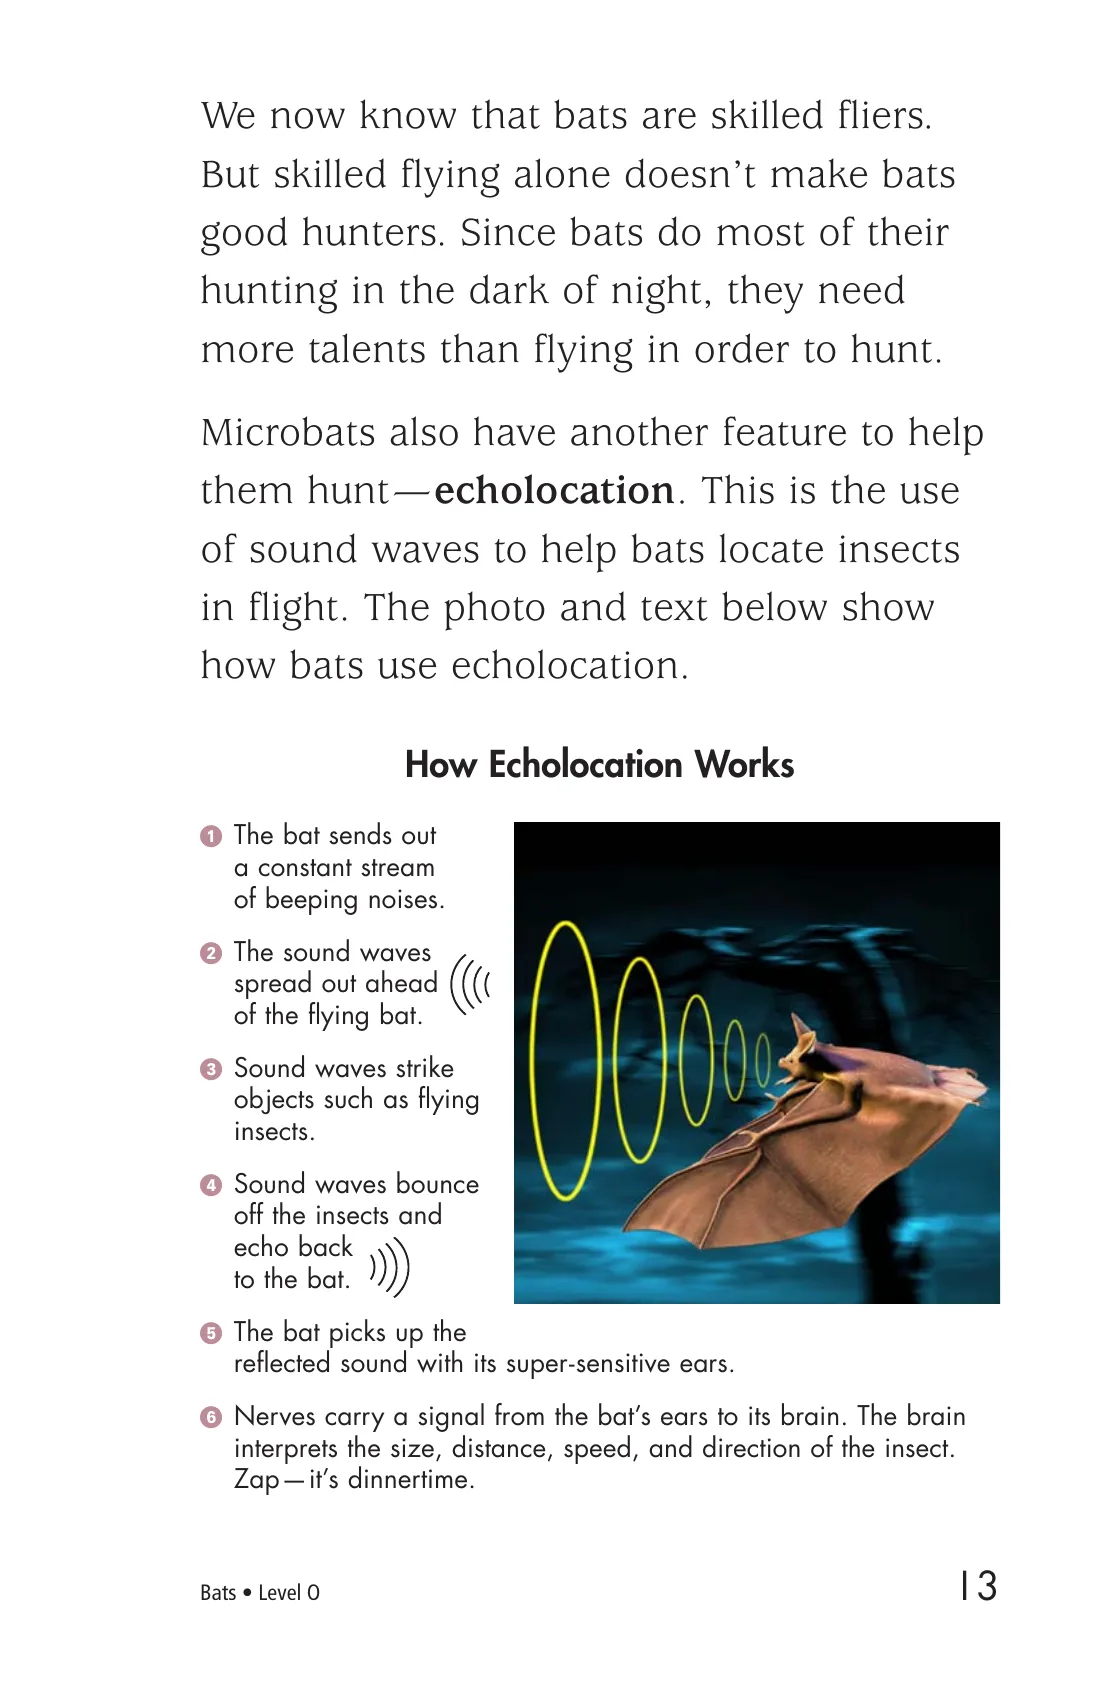 We now know that bats are skilled fliers.
But skilled flying alone doesn’t make bats
good hunters. Since bats do most of their
hunting in the dark of night, they need
more talents than flying in order to hunt.
Microbats also have another feature to help
them hunt—echolocation. This is the use
of sound waves to help bats locate insects
in flight. The photo and text below show
how bats use echolocation.
How Echolocation Works
1 The bat sends out
a constant stream
of beeping noises.
2 The sound waves
spread out ahead
of the flying bat.
3 Sound waves strike
objects such as flying
insects.
4 Sound waves bounce
off the insects and
echo back
to the bat.
5 The bat picks up the
reflected sound with its super-sensitive ears.
6 Nerves carry a signal from the bat’s ears to its brain. The brain
interprets the size, distance, speed, and direction of the insect.
Zap—it’s dinnertime.
Bats • Level O
13